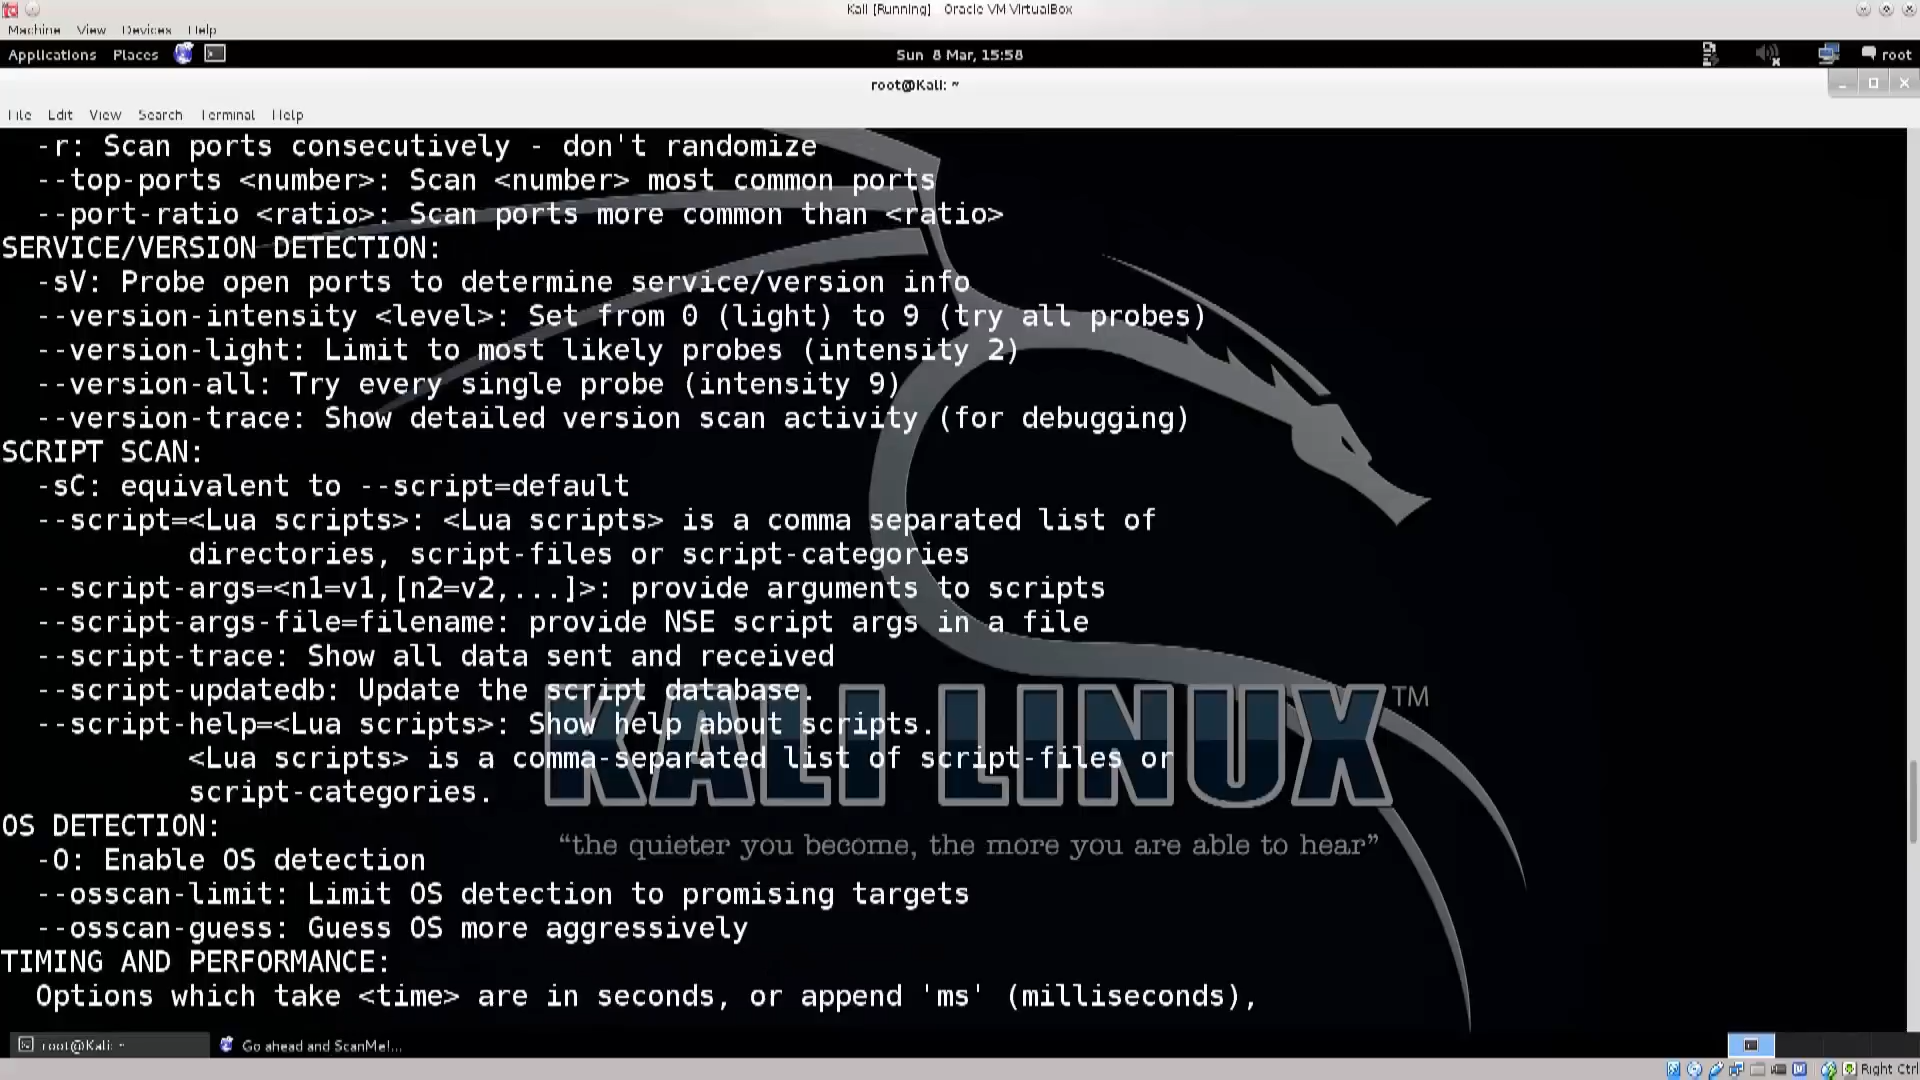 Kali [Running] - Oracle VM VirtualBox
Machine View Devices Help
Applications Places Sun 8 Mar, 15:58 root
root@Kali: ~
File Edit View Search Terminal Help
-r: Scan ports consecutively - don't randomize
--top-ports <number>: Scan <number> most common ports
--port-ratio <ratio>: Scan ports more common than <ratio>
SERVICE/VERSION DETECTION:
-sV: Probe open ports to determine service/version info
--version-intensity <level>: Set from 0 (light) to 9 (try all probes)
--version-light: Limit to most likely probes (intensity 2)
--version-all: Try every single probe (intensity 9)
--version-trace: Show detailed version scan activity (for debugging)
SCRIPT SCAN:
-sC: equivalent to --script=default
--script=<Lua scripts>: <Lua scripts> is a comma separated list of
directories, script-files or script-categories
--script-args=<n1=v1,[n2=v2,...]>: provide arguments to scripts
--script-args-file=filename: provide NSE script args in a file
--script-trace: Show all data sent and received
--script-updatedb: Update the script database.
--script-help=<Lua scripts>: Show help about scripts.
<Lua scripts> is a comma-separated list of script-files or
script-categories.
KALI LINUX TM
“the quieter you become, the more you are able to hear”
OS DETECTION:
-O: Enable OS detection
--osscan-limit: Limit OS detection to promising targets
--osscan-guess: Guess OS more aggressively
TIMING AND PERFORMANCE:
Options which take <time> are in seconds, or append 'ms' (milliseconds),
root@Kali: ~ Go ahead and ScanMe!...
Right Ctrl